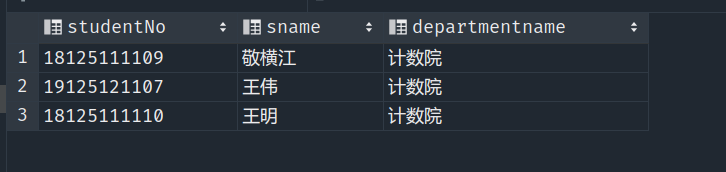 studentNo sname departmentname
1 18125111109 敬横江 计数院
2 19125121107 王伟 计数院
3 18125111110 王明 计数院